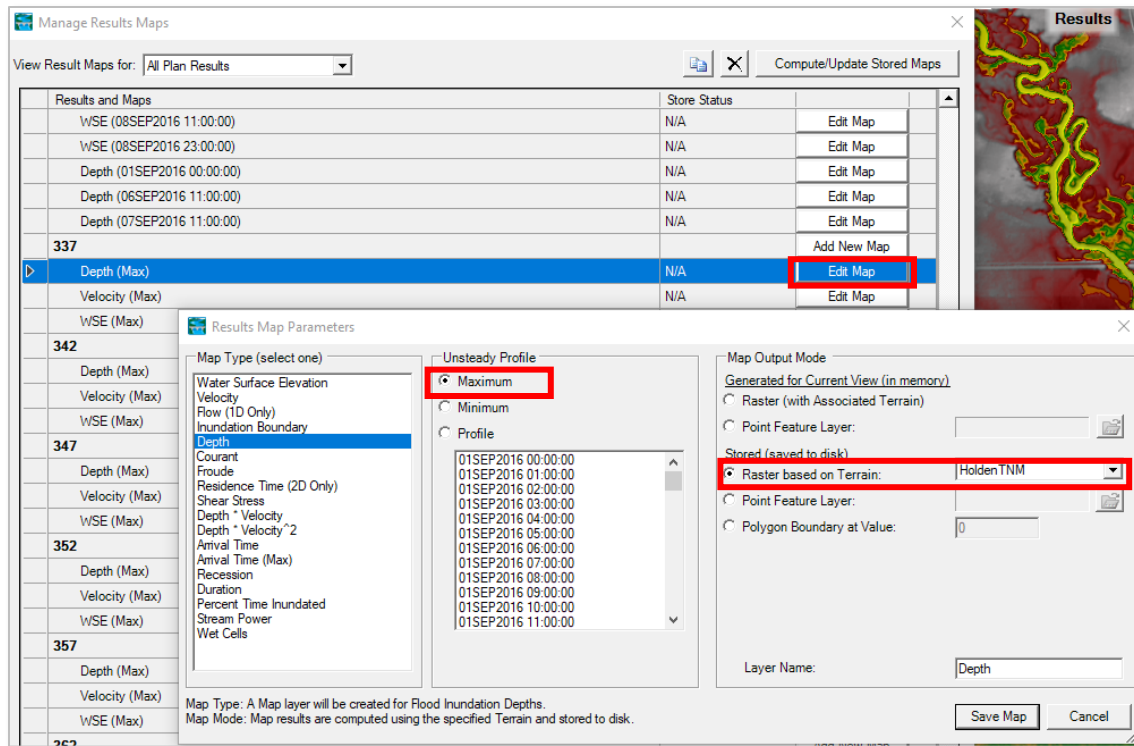 Manage Results Maps
Results
View Result Maps for: All Plan Results
Compute/Update Stored Maps
Results and Maps Store Status
WSE (08SEP2016 11:00:00) N/A Edit Map
WSE (08SEP2016 23:00:00) N/A Edit Map
Depth (01SEP2016 00:00:00) N/A Edit Map
Depth (06SEP2016 11:00:00) N/A Edit Map
Depth (07SEP2016 11:00:00) N/A Edit Map
337 Add New Map
Depth (Max) N/A Edit Map
Velocity (Max) N/A Edit Map
WSE (Max)
342
Depth (Max)
Velocity (Max)
WSE (Max)
347
Depth (Max)
Velocity (Max)
WSE (Max)
352
Depth (Max)
Velocity (Max)
WSE (Max)
357
Depth (Max)
Velocity (Max)
WSE (Max)
362 Add New Map
Results Map Parameters
Map Type (select one)
Water Surface Elevation
Velocity
Flow (1D Only)
Inundation Boundary
Depth
Courant
Froude
Residence Time (2D Only)
Shear Stress
Depth * Velocity
Depth * Velocity^2
Arrival Time
Arrival Time (Max)
Recession
Duration
Percent Time Inundated
Stream Power
Wet Cells
Unsteady Profile
Maximum
Minimum
Profile
01SEP2016 00:00:00
01SEP2016 01:00:00
01SEP2016 02:00:00
01SEP2016 03:00:00
01SEP2016 04:00:00
01SEP2016 05:00:00
01SEP2016 06:00:00
01SEP2016 07:00:00
01SEP2016 08:00:00
01SEP2016 09:00:00
01SEP2016 10:00:00
01SEP2016 11:00:00
Map Output Mode
Generated for Current View (in memory)
Raster (with Associated Terrain)
Point Feature Layer:
Stored (saved to disk)
Raster based on Terrain: HoldenTNM
Point Feature Layer:
Polygon Boundary at Value: 0
Layer Name: Depth
Map Type: A Map layer will be created for Flood Inundation Depths.
Map Mode: Map results are computed using the specified Terrain and stored to disk.
Save Map Cancel